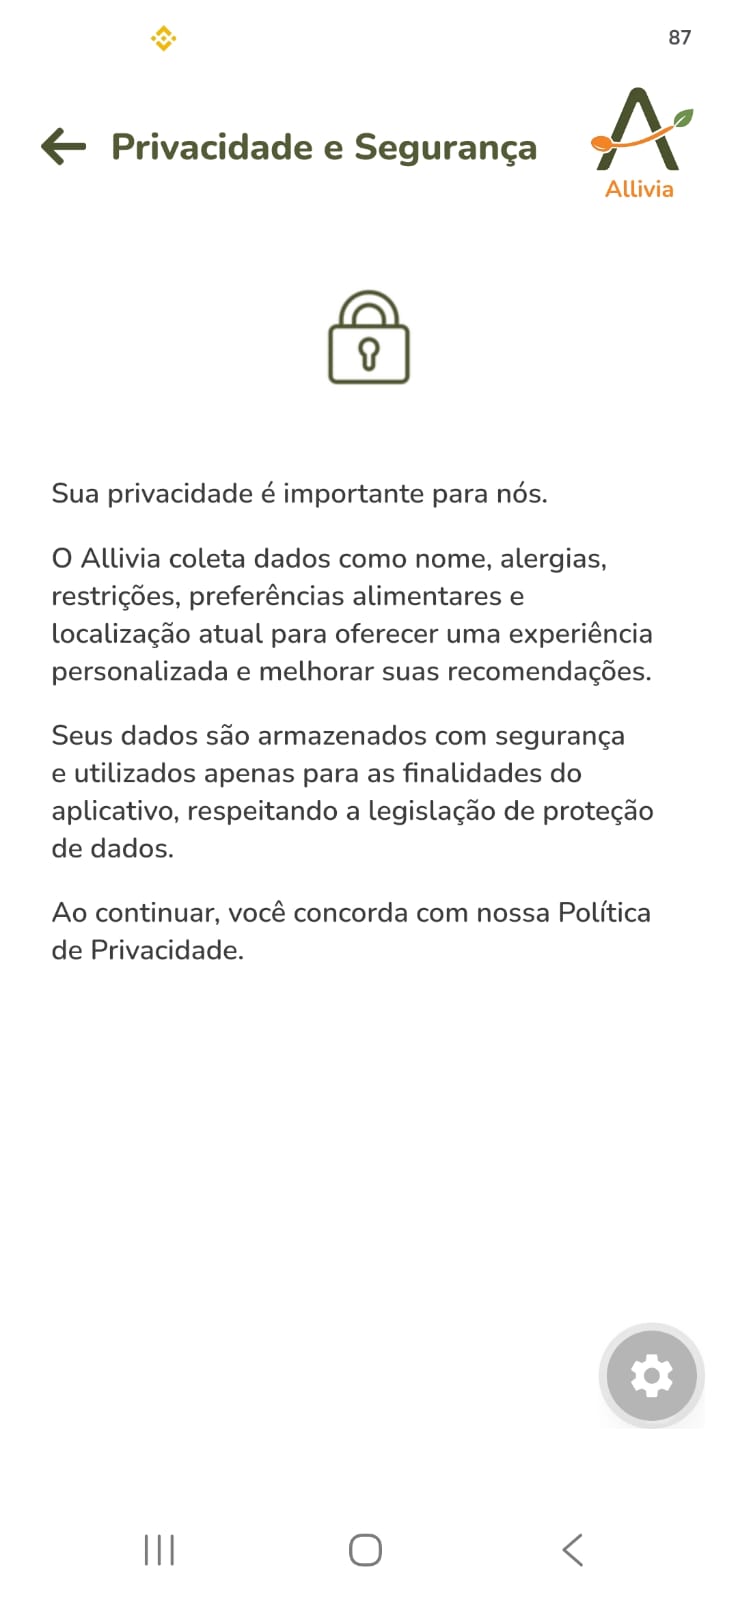 87
Privacidade e Segurança
Allivia
Sua privacidade é importante para nós.
O Allivia coleta dados como nome, alergias,
restrições, preferências alimentares e
localização atual para oferecer uma experiência
personalizada e melhorar suas recomendações.
Seus dados são armazenados com segurança
e utilizados apenas para as finalidades do
aplicativo, respeitando a legislação de proteção
de dados.
Ao continuar, você concorda com nossa Política
de Privacidade.